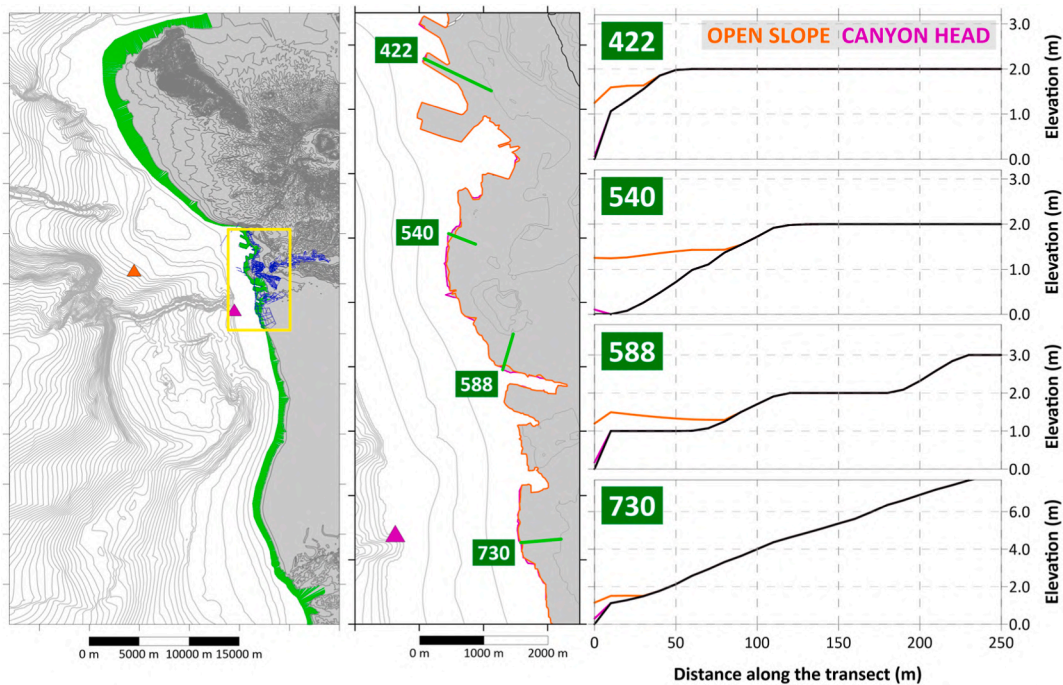 422
540
588
730
0 m 5000 m 10000 m 15000 m
0 m 1000 m 2000 m
422 OPEN SLOPE CANYON HEAD
3.0
2.0
1.0
0.0
Elevation (m)
540
3.0
2.0
1.0
0.0
Elevation (m)
588
3.0
2.0
1.0
0.0
Elevation (m)
730
6.0
4.0
2.0
0.0
Elevation (m)
0 50 100 150 200 250
Distance along the transect (m)